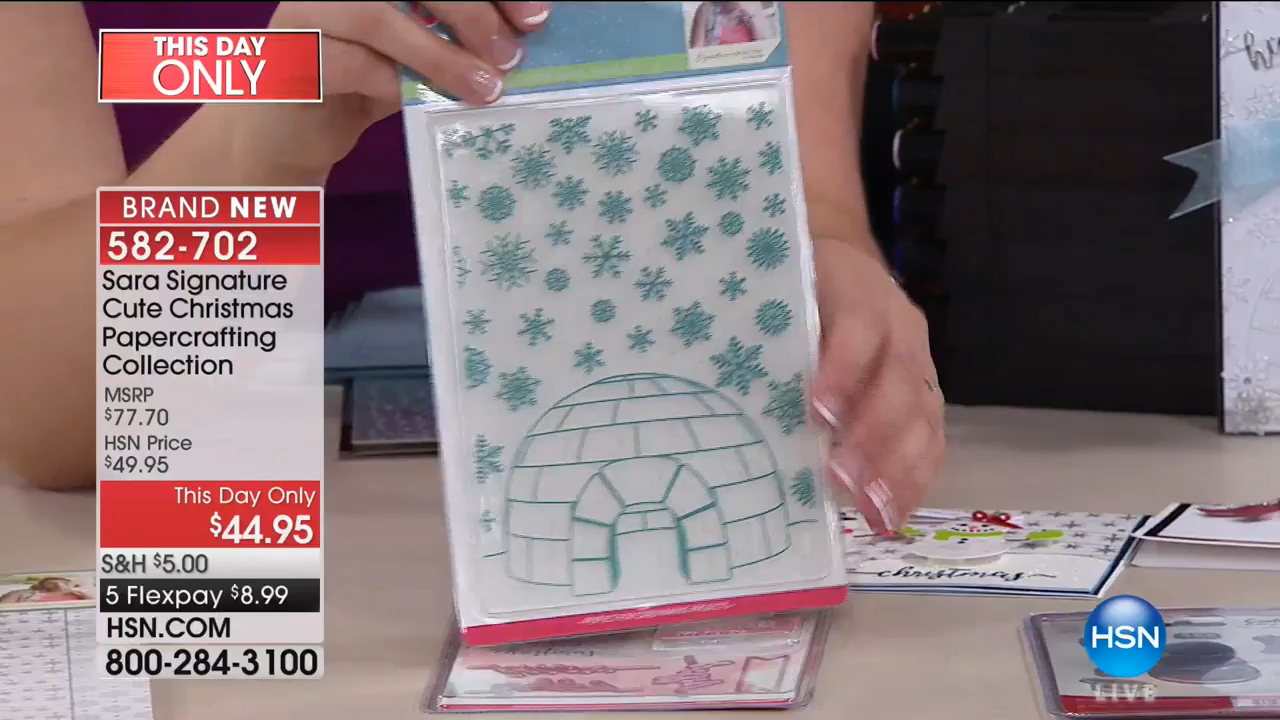 THIS DAY
ONLY
BRAND NEW
582-702
Sara Signature
Cute Christmas
Papercrafting
Collection
MSRP
$77.70
HSN Price
$49.95
This Day Only
$44.95
S&H $5.00
5 Flexpay $8.99
HSN.COM
800-284-3100
christmas
HSN
LIVE